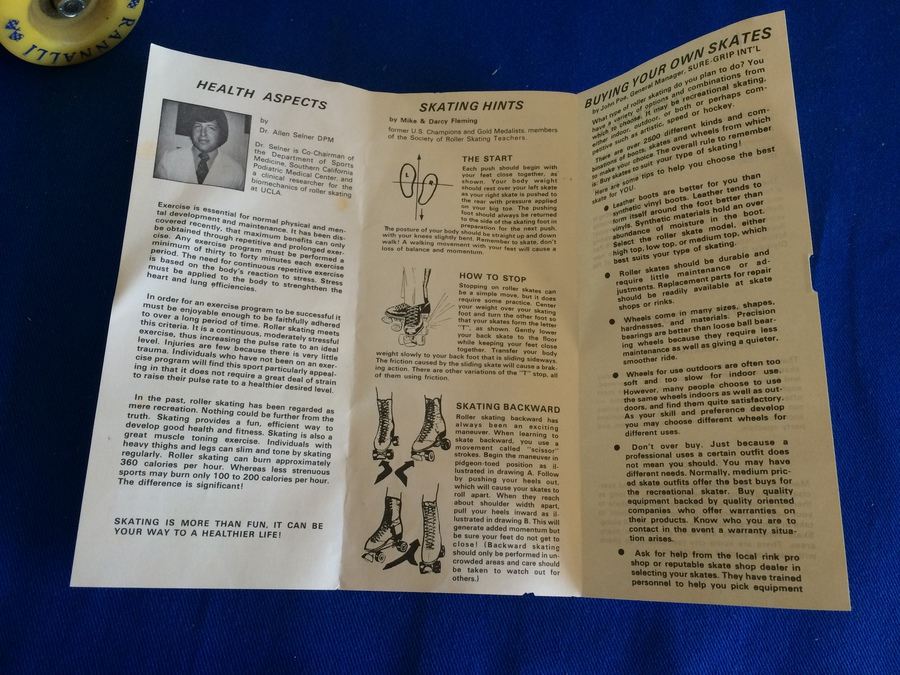 RANNALLI
HEALTH ASPECTS
by
Dr. Allen Selner DPM
Dr. Selner is Co-Chairman of
the Department of Sports
Medicine, Southern California
Podiatric Medical Center, and
a clinical researcher for the
biomechanics of roller skating
at UCLA
Exercise is essential for normal physical and men-
tal development and maintenance. It has been dis-
covered recently, that maximum benefits can only
be obtained through repetitive and prolonged exer-
cise. Any exercise program must be performed a
minimum of thirty to forty minutes each exercise
period. The need for continuous repetitive exercise
is based on the body's reaction to stress. Stress
must be applied to the body to strengthen the
heart and lung efficiencies.
In order for an exercise program to be successful it
must be enjoyable enough to be faithfully adhered
to over a long period of time. Roller skating meets
this criteria. It is a continuous, moderately stressful
exercise, thus increasing the pulse rate to an ideal
level. Injuries are few because there is very little
trauma. Individuals who have not been on an exer-
cise program will find this sport particularly appeal-
ing in that it does not require a great deal of strain
to raise their pulse rate to a healthier desired level.
In the past, roller skating has been regarded as
mere recreation. Nothing could be further from the
truth. Skating provides a fun, efficient way to
develop good health and fitness. Skating is also a
great muscle toning exercise. Individuals with
heavy thighs and legs can slim and tone by skating
regularly. Roller skating can burn approximately
360 calories per hour. Whereas less strenuous
sports may burn only 100 to 200 calories per hour.
The difference is significant!
SKATING IS MORE THAN FUN, IT CAN BE
YOUR WAY TO A HEALTHIER LIFE!
SKATING HINTS
by Mike & Darcy Fleming
former U.S. Champions and Gold Medalists, members
of the Society of Roller Skating Teachers.
L R
THE START
Each push should begin with
your feet close together, as
shown. Your body weight
should rest over your left skate
as your right skate is pushed to
the rear with pressure applied
on your big toe. The pushing
foot should always be returned
to the side of the skating foot in
preparation for the next push.
The posture of your body should be straight up and down
with your knees slightly bent. Remember to skate, don't
walk! A walking movement with your feet will cause a
loss of balance and momentum.
HOW TO STOP
Stopping on roller skates can
be a simple move, but it does
require some practice. Center
your weight over your skating
foot and turn the other foot so
that your skates form the letter
"T", as shown. Gently lower
your back skate to the floor
while keeping your feet close
together. Transfer your body
weight slowly to your back foot that is sliding sideways.
The friction caused by the sliding skate will cause a brak-
ing action. There are other variations of the "T" stop, all
of them using friction.
SKATING BACKWARD
Roller skating backward has
always been an exciting
maneuver. When learning to
skate backward, you use a
movement called "scissor"
strokes. Begin the maneuver in
pidgeon-toed position as il-
lustrated in drawing A. Follow
by pushing your heels out,
which will cause your skates to
roll apart. When they reach
about shoulder width apart,
pull your heels inward as il-
lustrated in drawing B. This will
generate added momentum but
be sure your feet do not get to
close! (Backward skating
should only be performed in un-
crowded areas and care should
be taken to watch out for
others.)
BUYING YOUR OWN SKATES
by John Pos, General Manager, SURE-GRIP INT'L
What type of roller skating do you plan to do? You
have a variety of options and combinations from
which to choose. It may be recreational skating,
either indoor, outdoor, or both or perhaps com-
petitive such as artistic, speed or hockey.
There are over 2500 different kinds and com-
binations of boots, skates and wheels from which
to make your choice. The overall rule to remember
is: Buy skates to suit your type of skating!
Here are some tips to help you choose the best
skate for YOU.
● Leather boots are better for you than
synthetic vinyl boots. Leather tends to
form itself around the foot better than
vinyls. Synthetic materials hold an over
abundance of moisture in the boot.
Select the roller skate model, either
high top, low top, or medium top, which
best suits your type of skating.
● Roller skates should be durable and
require little maintenance or ad-
justments. Replacement parts for repair
should be readily available at skate
shops or rinks.
● Wheels come in many sizes, shapes,
hardnesses, and materials. Precision
bearings are better than loose ball bear-
ing wheels because they require less
maintenance as well as giving a quieter,
smoother ride.
● Wheels for use outdoors are often too
soft and too slow for indoor use.
However, many people choose to use
the same wheels indoors as well as out-
doors, and find them quite satisfactory.
As your skill and preference develop
you may choose different wheels for
different uses.
● Don't over buy. Just because a
professional uses a certain outfit does
not mean you should. You may have
different needs. Normally, medium pric-
ed skate outfits offer the best buys for
the recreational skater. Buy quality
equipment backed by quality oriented
companies who offer warranties on
their products. Know who you are to
contact in the event a warranty situa-
tion arises.
● Ask for help from the local rink pro
shop or reputable skate shop dealer in
selecting your skates. They have trained
personnel to help you pick equipment